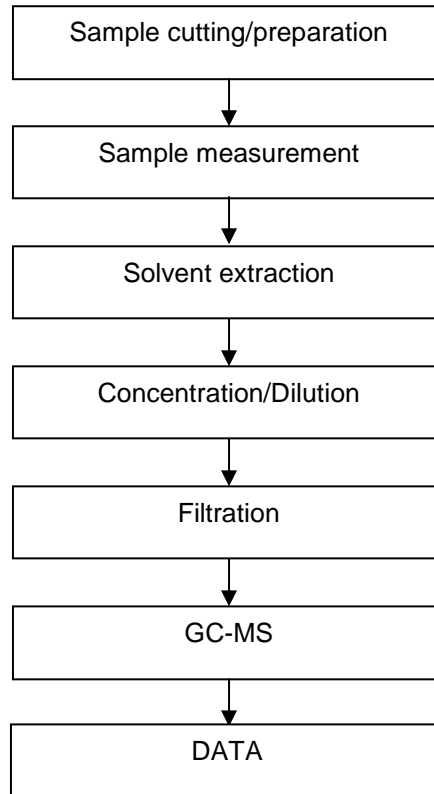 Sample cutting/preparation
Sample measurement
Solvent extraction
Concentration/Dilution
Filtration
GC-MS
DATA